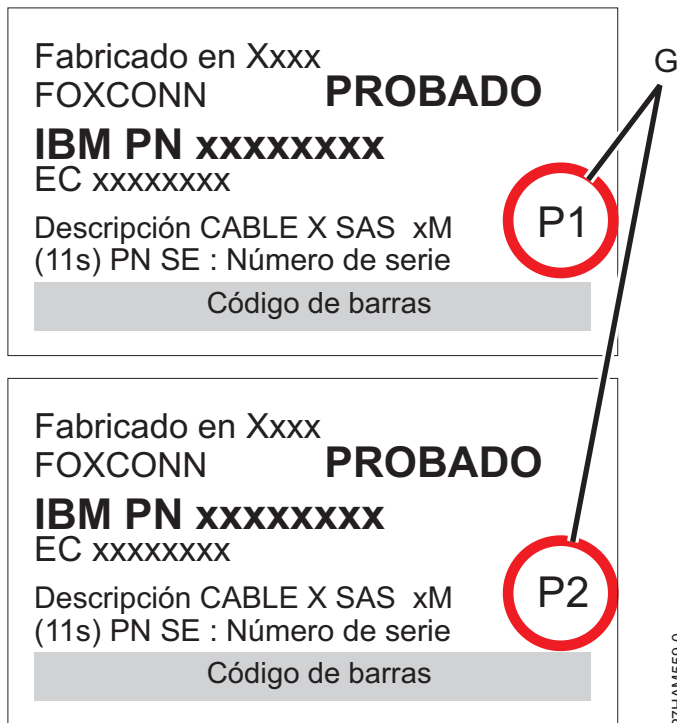 G
Fabricado en Xxxx
FOXCONN PROBADO
IBM PN xxxxxxxx
EC xxxxxxxx
P1
Descripción CABLE X SAS xM
(11s) PN SE : Número de serie
Código de barras
Fabricado en Xxxx
FOXCONN PROBADO
IBM PN xxxxxxxx
EC xxxxxxxx
P2
Descripción CABLE X SAS xM
(11s) PN SE : Número de serie
Código de barras